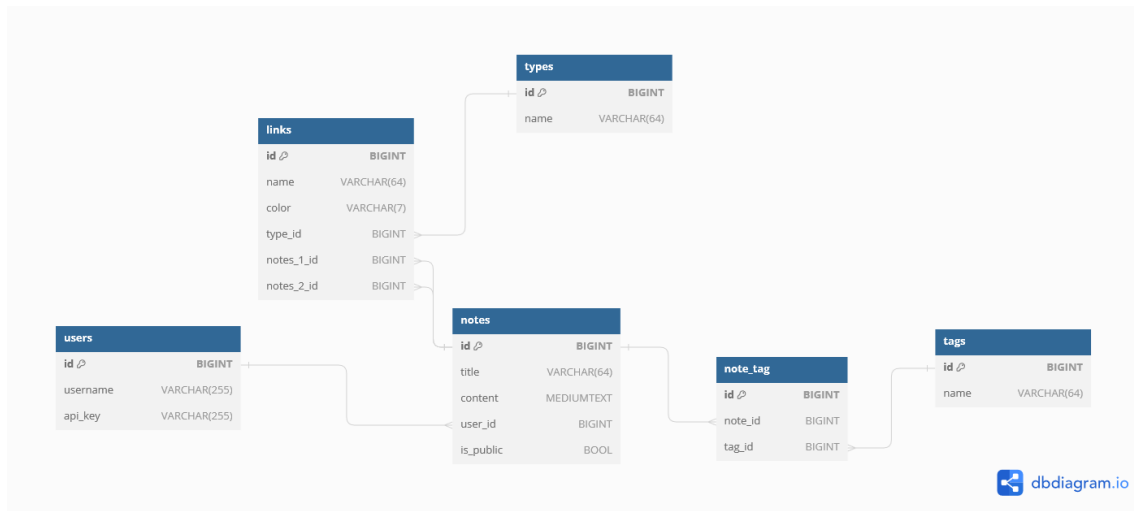 types
id BIGINT
name VARCHAR(64)
links
id BIGINT
name VARCHAR(64)
color VARCHAR(7)
type_id BIGINT
notes_1_id BIGINT
notes_2_id BIGINT
users
id BIGINT
username VARCHAR(255)
api_key VARCHAR(255)
notes
id BIGINT
title VARCHAR(64)
content MEDIUMTEXT
user_id BIGINT
is_public BOOL
note_tag
id BIGINT
note_id BIGINT
tag_id BIGINT
tags
id BIGINT
name VARCHAR(64)
dbdiagram.io